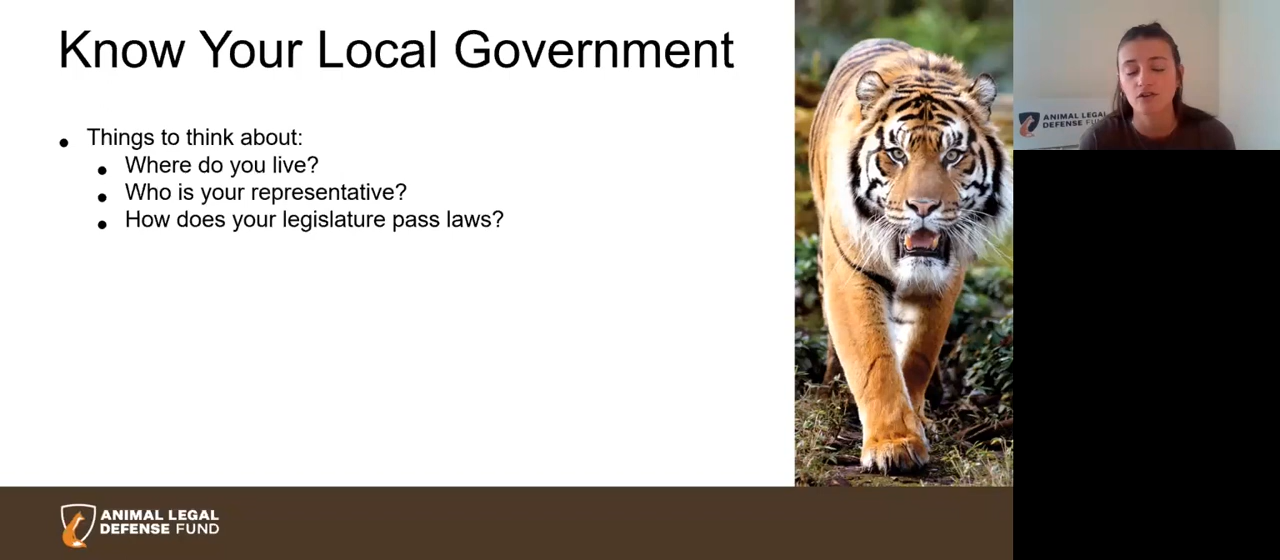 Know Your Local Government
• Things to think about:
• Where do you live?
• Who is your representative?
• How does your legislature pass laws?
ANIMAL LEGAL
DEFENSE FUND
ANIMAL LEGAL
DEFENSE FUND